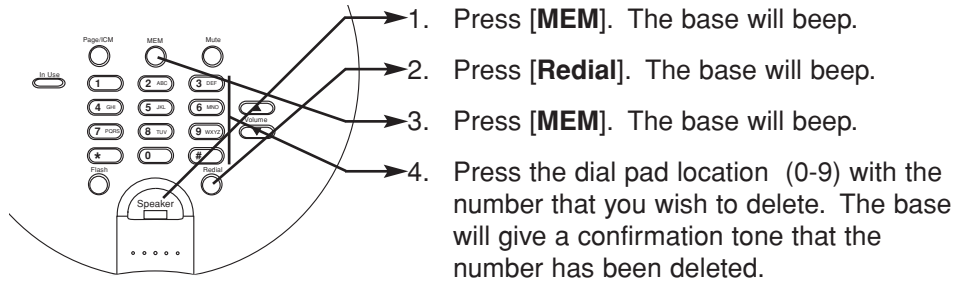 Page/ICM MEM Mute
In Use
1 2 ABC 3 DEF
4 GHI 5 JKL 6 MNO
7 PQRS 8 TUV 9 WXYZ
Volume
* 0 #
Flash Redial
Speaker
1. Press [MEM]. The base will beep.
2. Press [Redial]. The base will beep.
3. Press [MEM]. The base will beep.
4. Press the dial pad location (0-9) with the
number that you wish to delete. The base
will give a confirmation tone that the
number has been deleted.